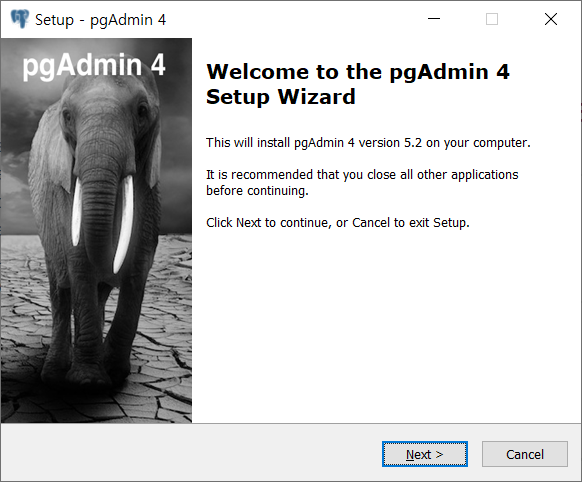 Setup - pgAdmin 4
pgAdmin 4
Welcome to the pgAdmin 4
Setup Wizard
This will install pgAdmin 4 version 5.2 on your computer.
It is recommended that you close all other applications
before continuing.
Click Next to continue, or Cancel to exit Setup.
Next >
Cancel